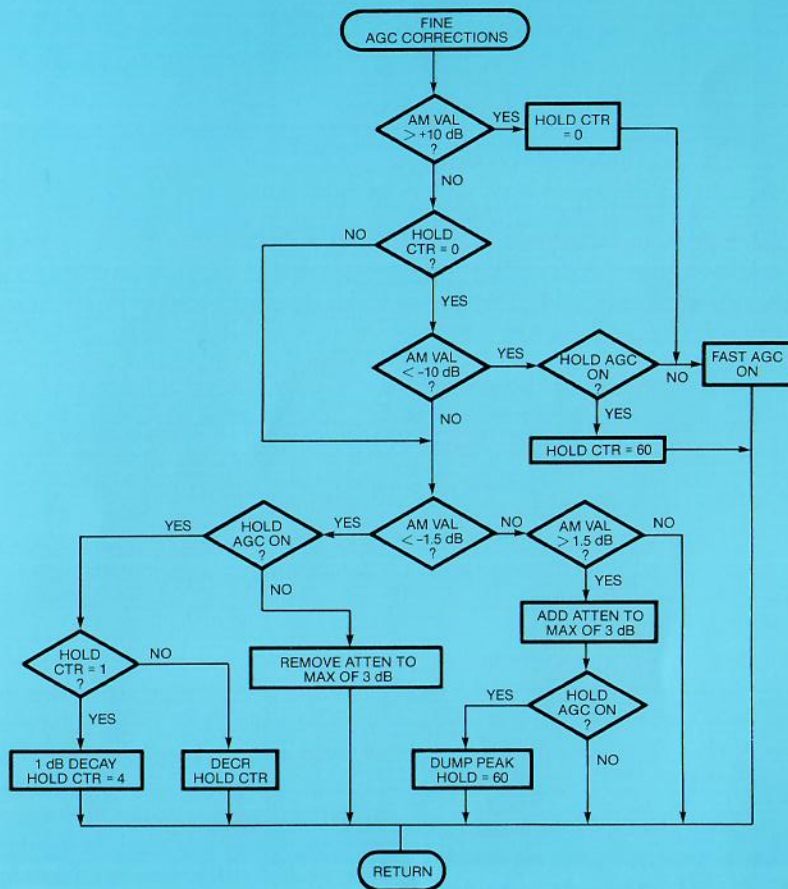 FINE
AGC CORRECTIONS
AM VAL
> +10 dB
?
YES
HOLD CTR
= 0
NO
NO
HOLD
CTR = 0
?
YES
AM VAL
< –10 dB
?
YES
HOLD AGC
ON
?
NO
FAST AGC
ON
NO
YES
HOLD CTR = 60
YES
HOLD
AGC ON
?
YES
AM VAL
< –1.5 dB
?
NO
AM VAL
> 1.5 dB
?
NO
NO
YES
HOLD
CTR = 1
?
NO
REMOVE ATTEN TO
MAX OF 3 dB
ADD ATTEN TO
MAX OF 3 dB
YES
HOLD
AGC ON
?
YES
1 dB DECAY
HOLD CTR = 4
DECR
HOLD CTR
DUMP PEAK
HOLD = 60
NO
RETURN